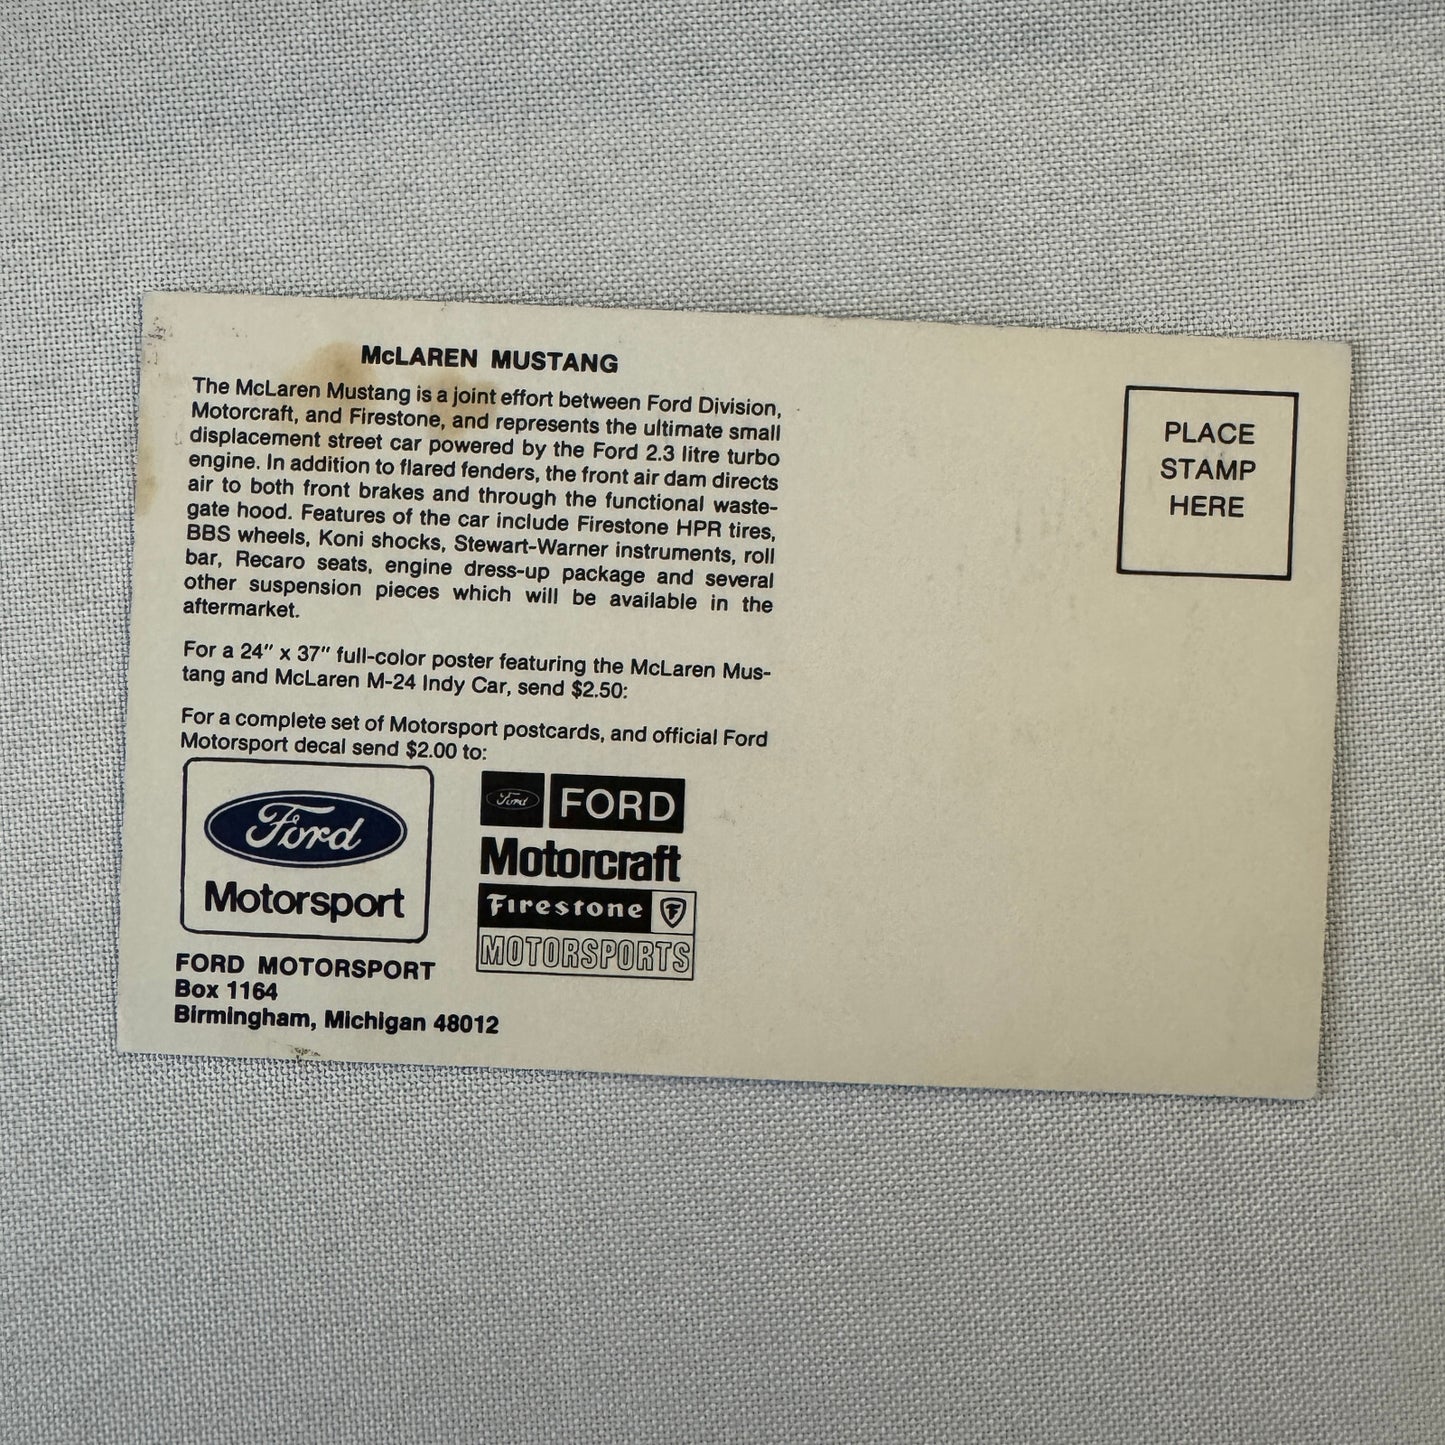 McLAREN MUSTANG
The McLaren Mustang is a joint effort between Ford Division,
Motorcraft, and Firestone, and represents the ultimate small
displacement street car powered by the Ford 2.3 litre turbo
engine. In addition to flared fenders, the front air dam directs
air to both front brakes and through the functional waste-
gate hood. Features of the car include Firestone HPR tires,
BBS wheels, Koni shocks, Stewart-Warner instruments, roll
bar, Recaro seats, engine dress-up package and several
other suspension pieces which will be available in the
aftermarket.
For a 24" x 37" full-color poster featuring the McLaren Mus-
tang and McLaren M-24 Indy Car, send $2.50:
For a complete set of Motorsport postcards, and official Ford
Motorsport decal send $2.00 to:
Ford
Motorsport
FORD MOTORSPORT
Box 1164
Birmingham, Michigan 48012
Ford FORD
Motorcraft
Firestone F
MOTORSPORTS
PLACE
STAMP
HERE